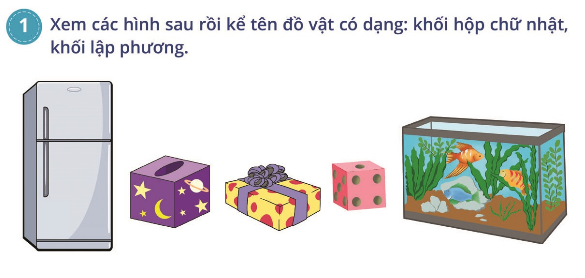 1 Xem các hình sau rồi kể tên đồ vật có dạng: khối hộp chữ nhật,
khối lập phương.